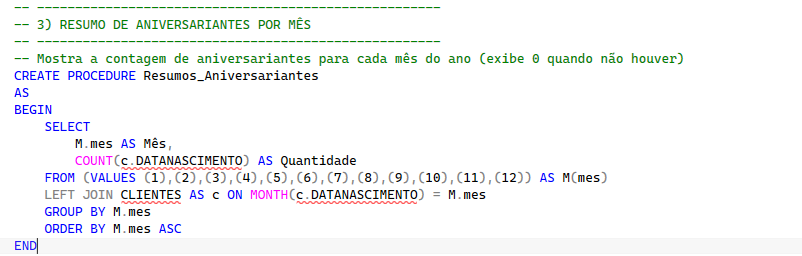 -- -----------------------------------------------------
-- 3) RESUMO DE ANIVERSARIANTES POR MÊS
-- -----------------------------------------------------
-- Mostra a contagem de aniversariantes para cada mês do ano (exibe 0 quando não houver)
CREATE PROCEDURE Resumos_Aniversariantes
AS
BEGIN
    SELECT
        M.mes AS Mês,
        COUNT(c.DATANASCIMENTO) AS Quantidade
    FROM (VALUES (1),(2),(3),(4),(5),(6),(7),(8),(9),(10),(11),(12)) AS M(mes)
    LEFT JOIN CLIENTES AS c ON MONTH(c.DATANASCIMENTO) = M.mes
    GROUP BY M.mes
    ORDER BY M.mes ASC
END